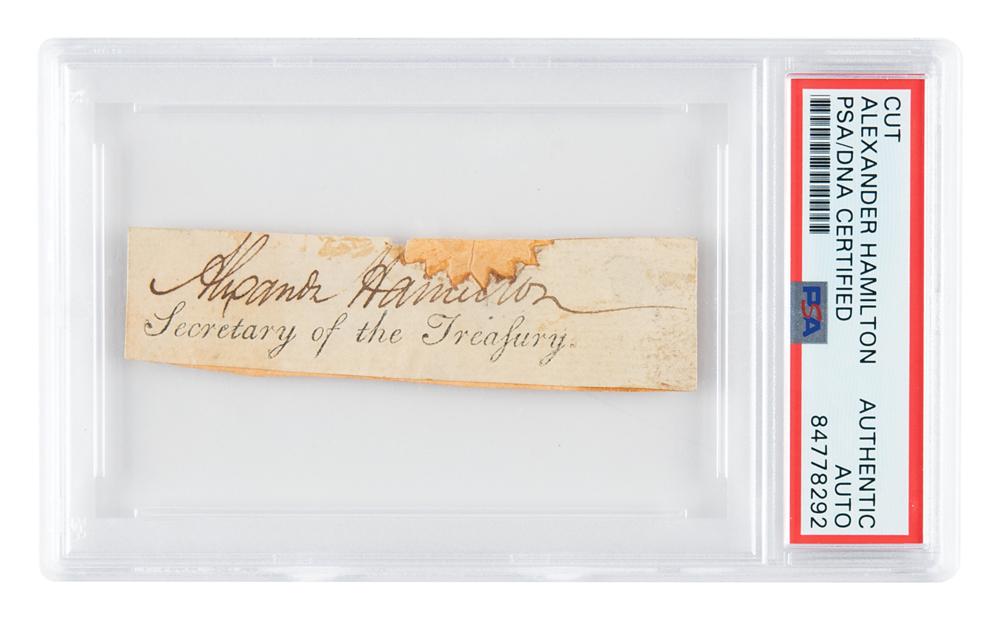 Alexander Hamilton
Secretary of the Treaſury.
CUT
ALEXANDER HAMILTON AUTHENTIC
PSA/DNA CERTIFIED AUTO
84778292
PSA